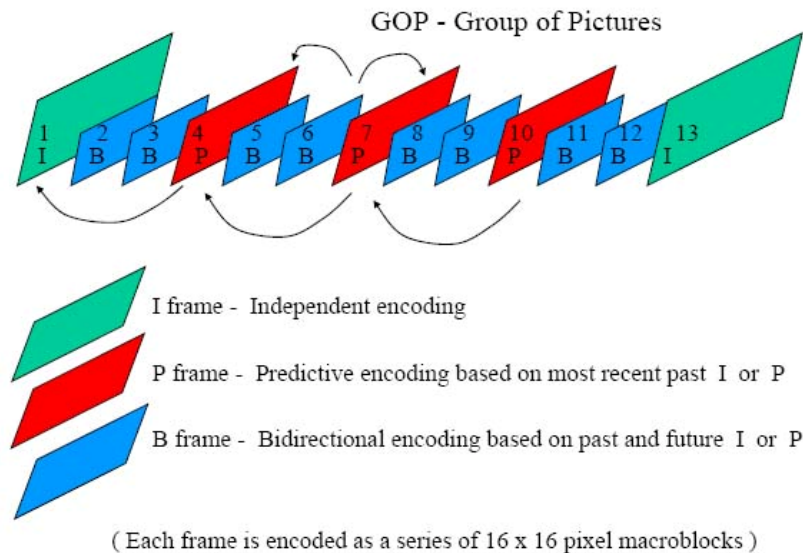 GOP - Group of Pictures
1 2 3 4 5 6 7 8 9 10 11 12 13
I B B P B B P B B P B B I
I frame - Independent encoding
P frame - Predictive encoding based on most recent past I or P
B frame - Bidirectional encoding based on past and future I or P
( Each frame is encoded as a series of 16 x 16 pixel macroblocks )